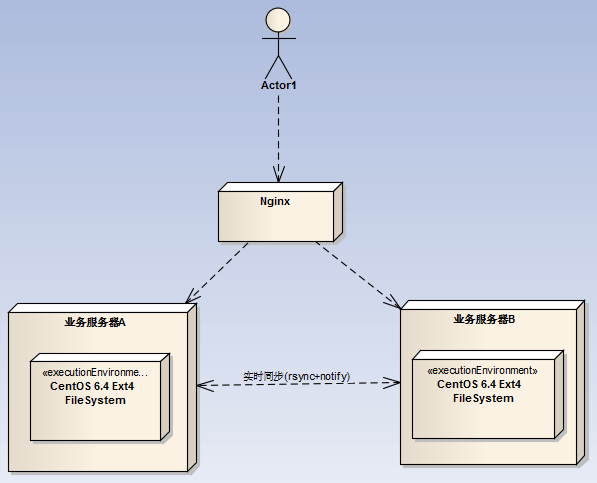 Actor1
Nginx
业务服务器A
«executionEnvironme...
CentOS 6.4 Ext4
FileSystem
实时同步(rsync+notify)
业务服务器B
«executionEnvironment»
CentOS 6.4 Ext4
FileSystem